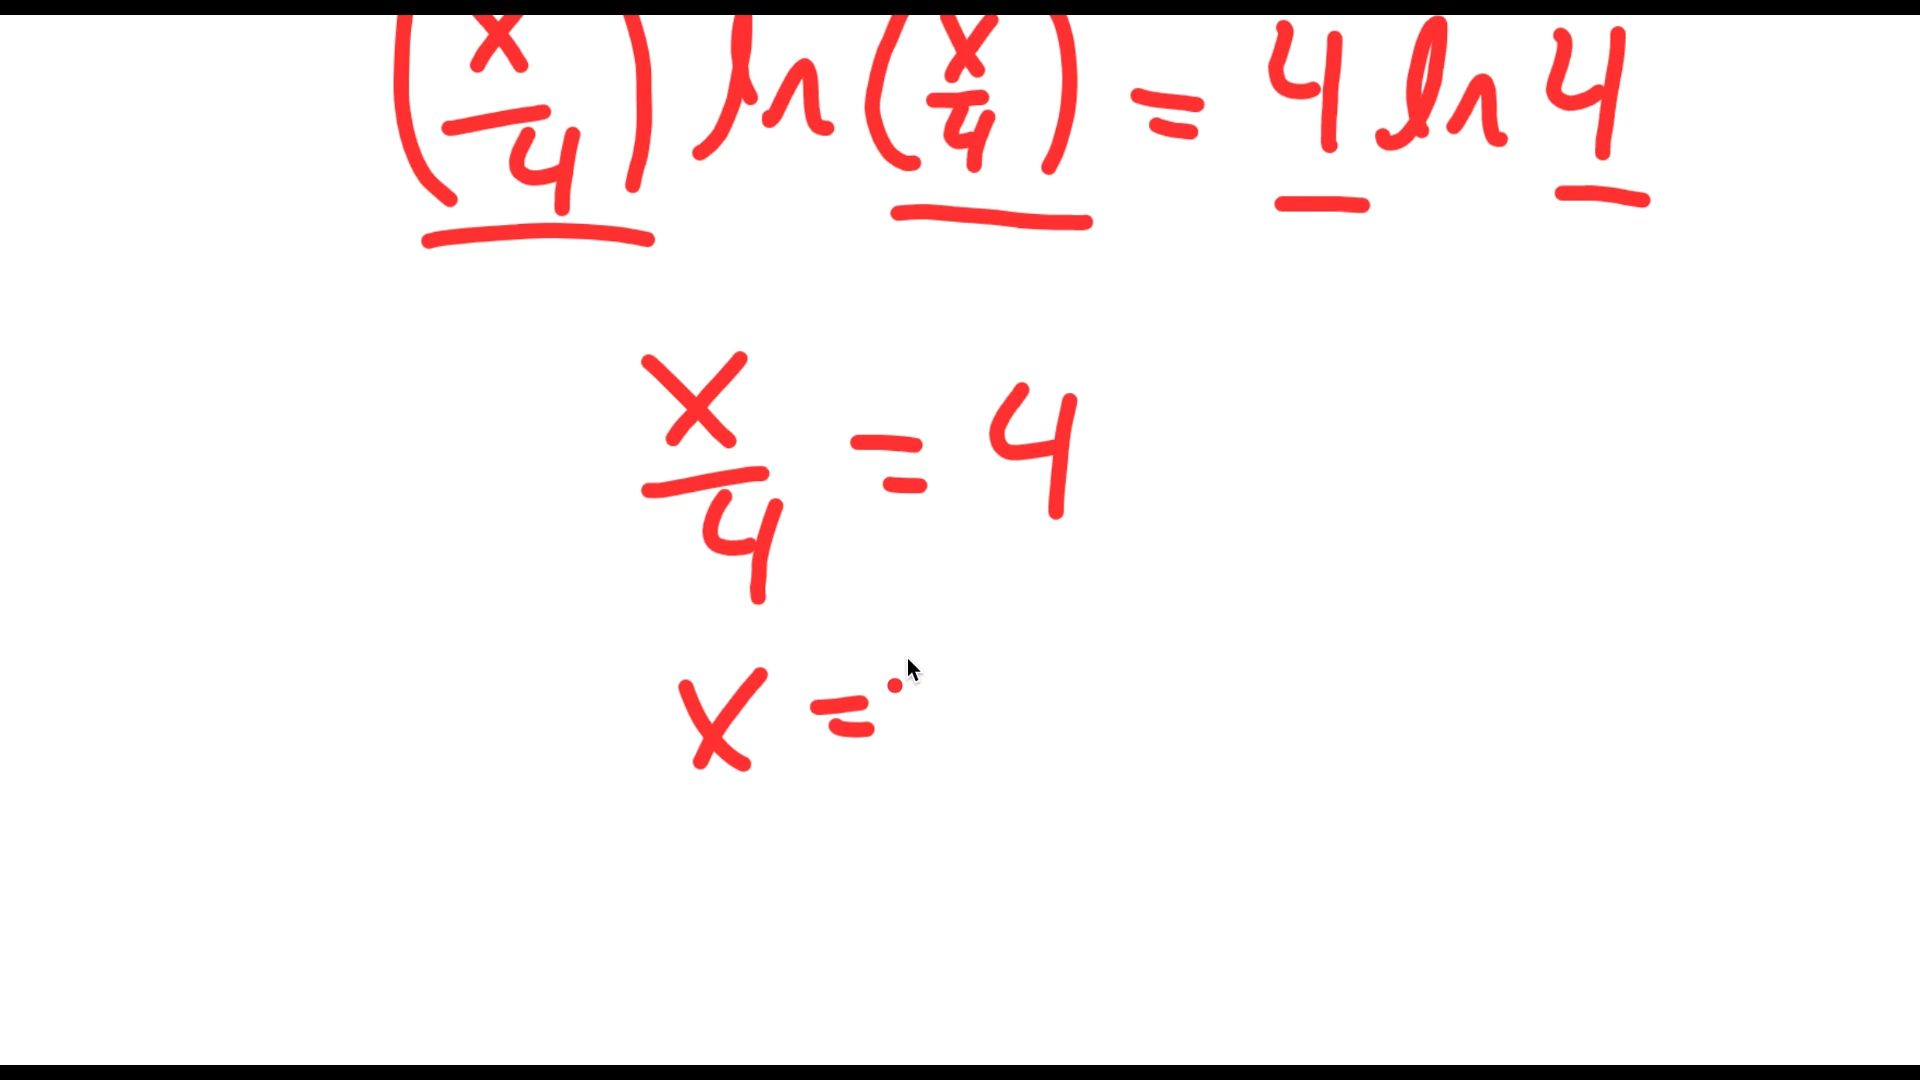 (x/4) ln(x/4) = 4 ln 4
x/4 = 4
x =